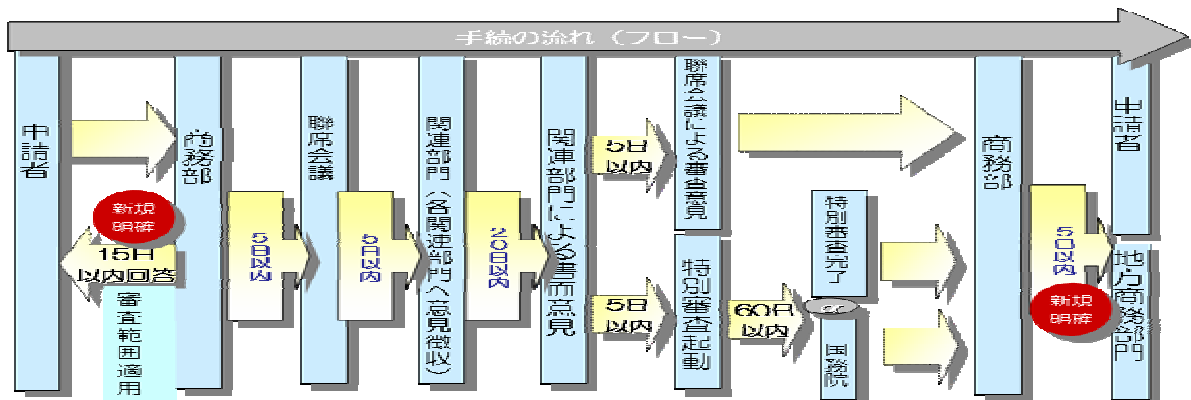 手続の流れ（フロー）
申請者
新規
明確
15日
以内回答
審査範囲適用
商務部
5日以内
聯席会議
5日以内
関連部門（各関連部門へ意見徴収）
20日以内
関連部門による書面意見
5日
以内
聯席会議による審査意見
5日
以内
特別審査起動
60日
以内
特別審査完了
国務院
商務部
5日以内
新規
明確
申請者
地方商務部門